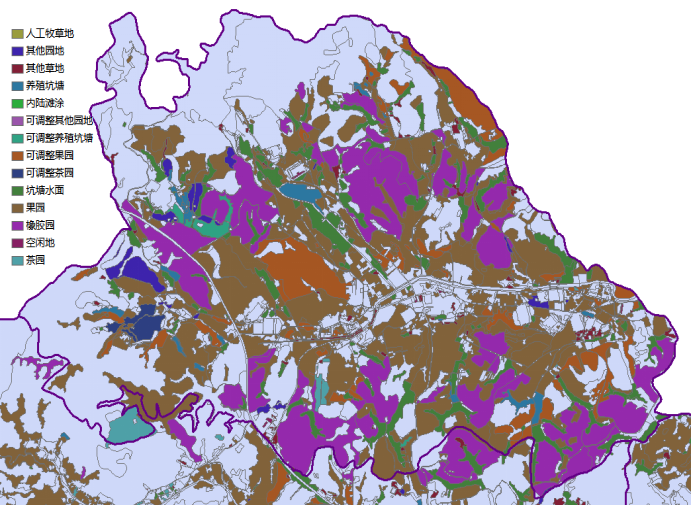 人工牧草地
其他园地
其他草地
养殖坑塘
内陆滩涂
可调整其他园地
可调整养殖坑塘
可调整果园
可调整茶园
坑塘水面
果园
橡胶园
空闲地
茶园